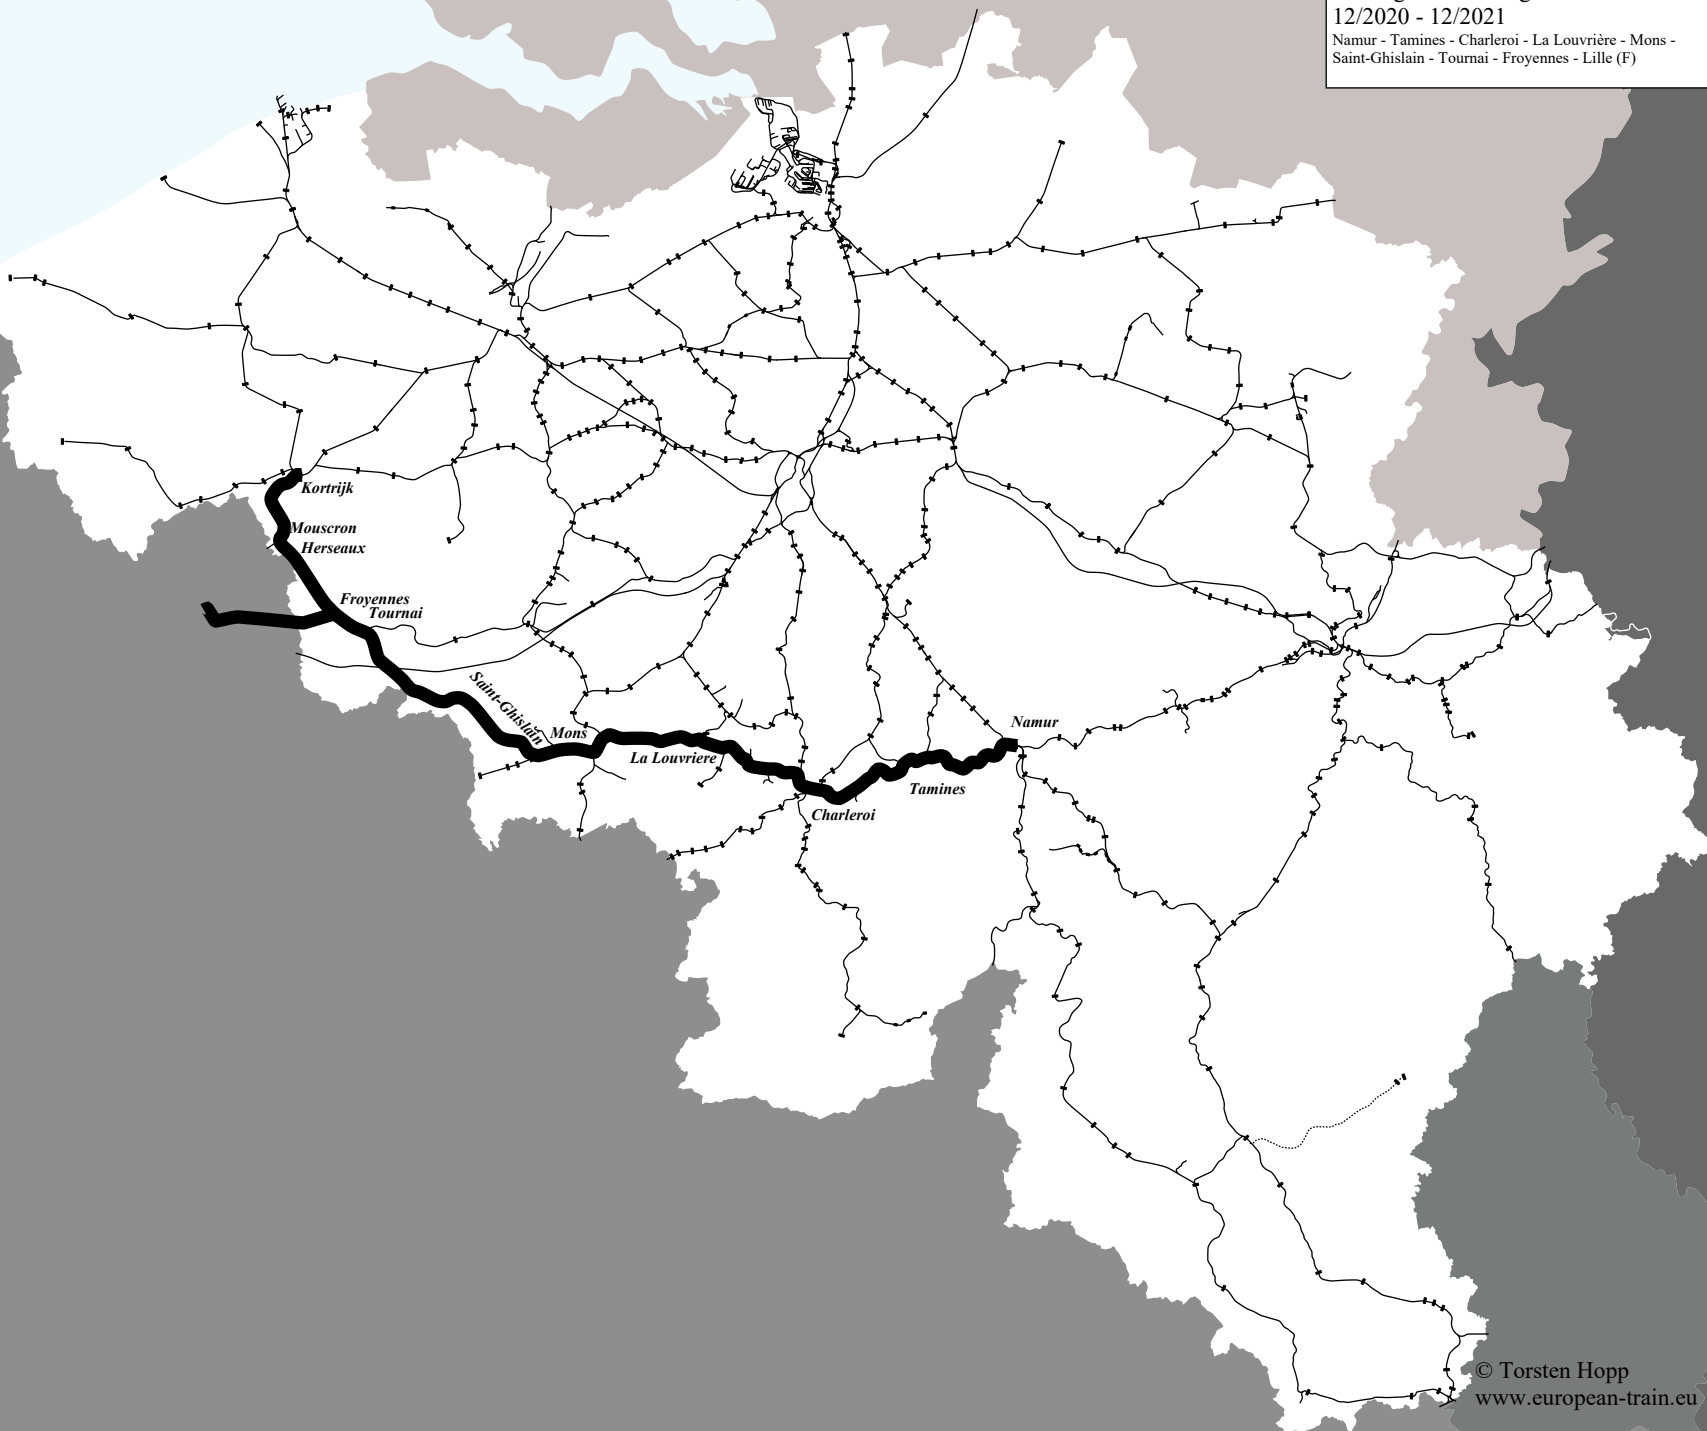 12/2020 - 12/2021
Namur - Tamines - Charleroi - La Louvrière - Mons -
Saint-Ghislain - Tournai - Froyennes - Lille (F)
Kortrijk
Mouscron
Herseaux
Froyennes
Tournai
Saint-Ghislain
Mons
La Louvriere
Namur
Tamines
Charleroi
© Torsten Hopp
www.european-train.eu